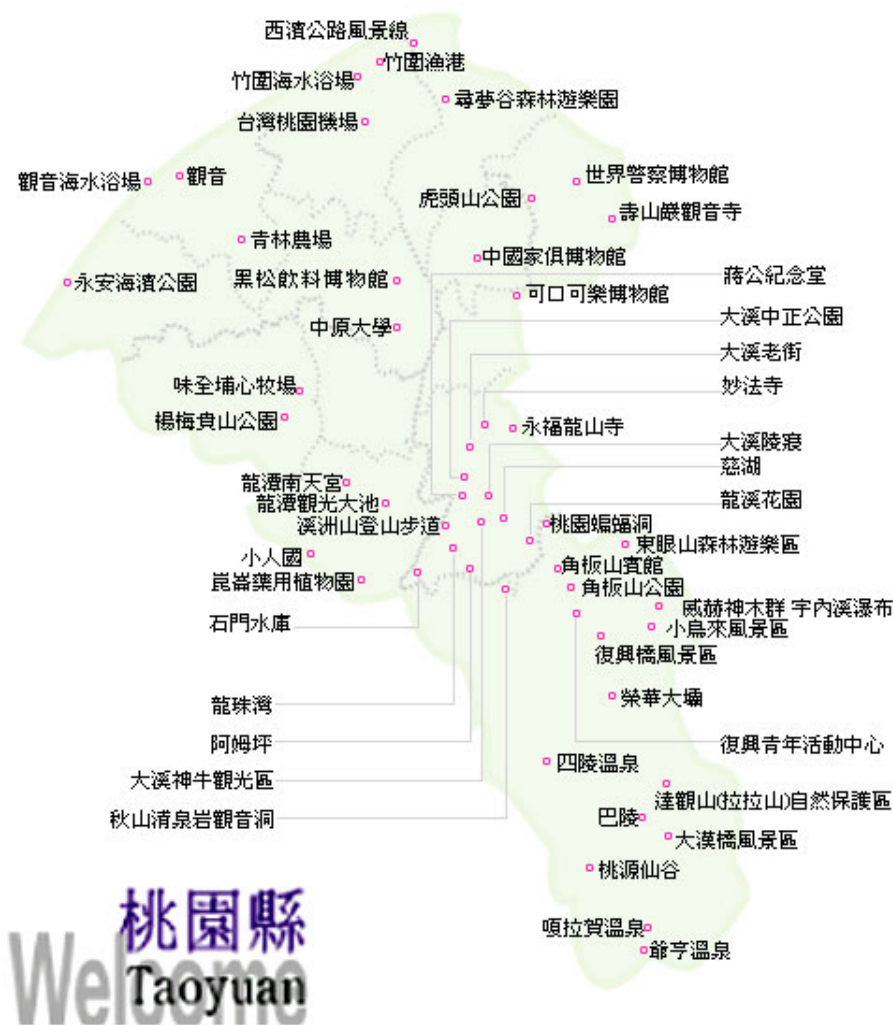 西濱公路風景線
竹圍漁港
竹圍海水浴場
尋夢谷森林遊樂園
台灣桃園機場
觀音海水浴場
觀音
世界警察博物館
虎頭山公園
壽山巖觀音寺
青林農場
中國家俱博物館
永安海濱公園
黑松飲料博物館
蔣公紀念堂
可口可樂博物館
大溪中正公園
中原大學
大溪老街
味全埔心牧場
妙法寺
楊梅貴山公園
永福龍山寺
大溪陵寢
慈湖
龍潭南天宮
龍潭觀光大池
龍溪花園
溪洲山登山步道
桃園蝙蝠洞
東眼山森林遊樂區
小人國
角板山賓館
崑崙藥用植物園
角板山公園
威赫神木群 宇內溪瀑布
石門水庫
小烏來風景區
復興橋風景區
榮華大壩
龍珠灣
阿姆坪
復興青年活動中心
四陵溫泉
大溪神牛觀光區
達觀山(拉拉山)自然保護區
秋山清泉岩觀音洞
巴陵
大漢橋風景區
桃源仙谷
嘎拉賀溫泉
爺亨溫泉
桃園縣
Welcome
Taoyuan